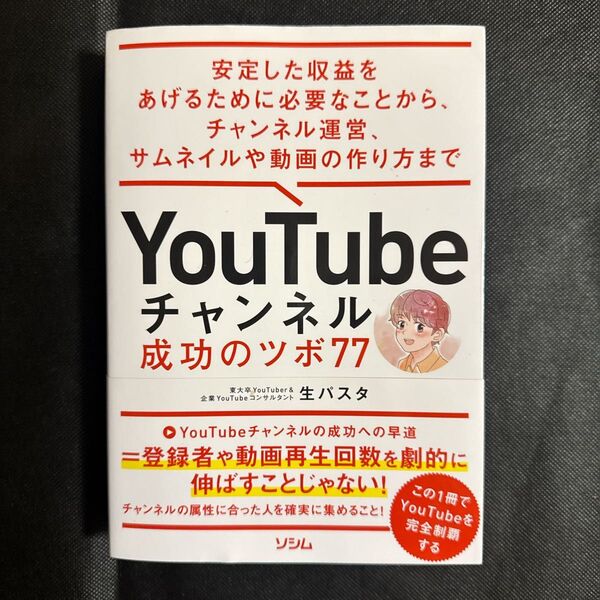 安定した収益を
あげるために必要なことから、
チャンネル運営、
サムネイルや動画の作り方まで
YouTube
チャンネル
成功のツボ77
東大卒YouTuber＆
企業YouTubeコンサルタント 生パスタ
YouTubeチャンネルの成功への早道
＝登録者や動画再生回数を劇的に
伸ばすことじゃない！
チャンネルの属性に合った人を確実に集めること！
この1冊で
YouTubeを
完全制覇
する
ソシム